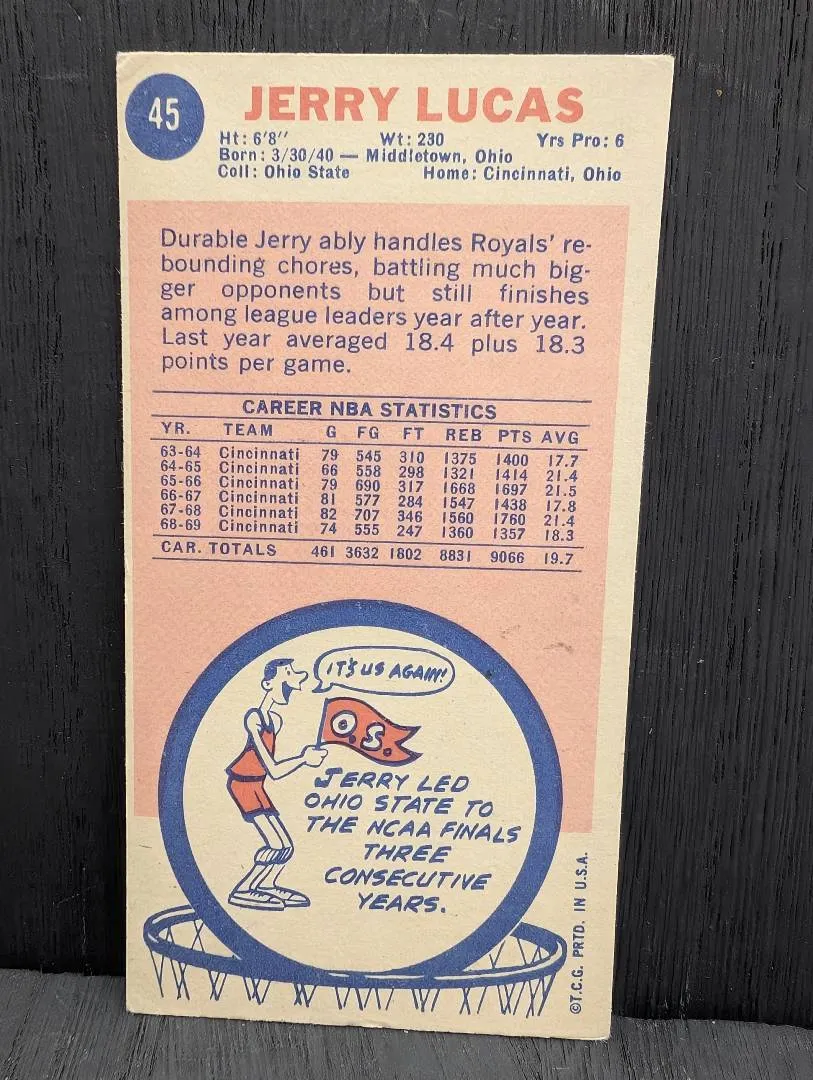 45
JERRY LUCAS
Ht: 6'8'' Wt: 230 Yrs Pro: 6
Born: 3/30/40 — Middletown, Ohio
Coll: Ohio State Home: Cincinnati, Ohio
Durable Jerry ably handles Royals' re-
bounding chores, battling much big-
ger opponents but still finishes
among league leaders year after year.
Last year averaged 18.4 plus 18.3
points per game.
CAREER NBA STATISTICS
YR. TEAM G FG FT REB PTS AVG
63-64 Cincinnati 79 545 310 1375 1400 17.7
64-65 Cincinnati 66 558 298 1321 1414 21.4
65-66 Cincinnati 79 690 317 1668 1697 21.5
66-67 Cincinnati 81 577 284 1547 1438 17.8
67-68 Cincinnati 82 707 346 1560 1760 21.4
68-69 Cincinnati 74 555 247 1360 1357 18.3
CAR. TOTALS 461 3632 1802 8831 9066 19.7
IT'S US AGAIN!
O.S.
JERRY LED
OHIO STATE TO
THE NCAA FINALS
THREE
CONSECUTIVE
YEARS.
©T.C.G. PRTD. IN U.S.A.